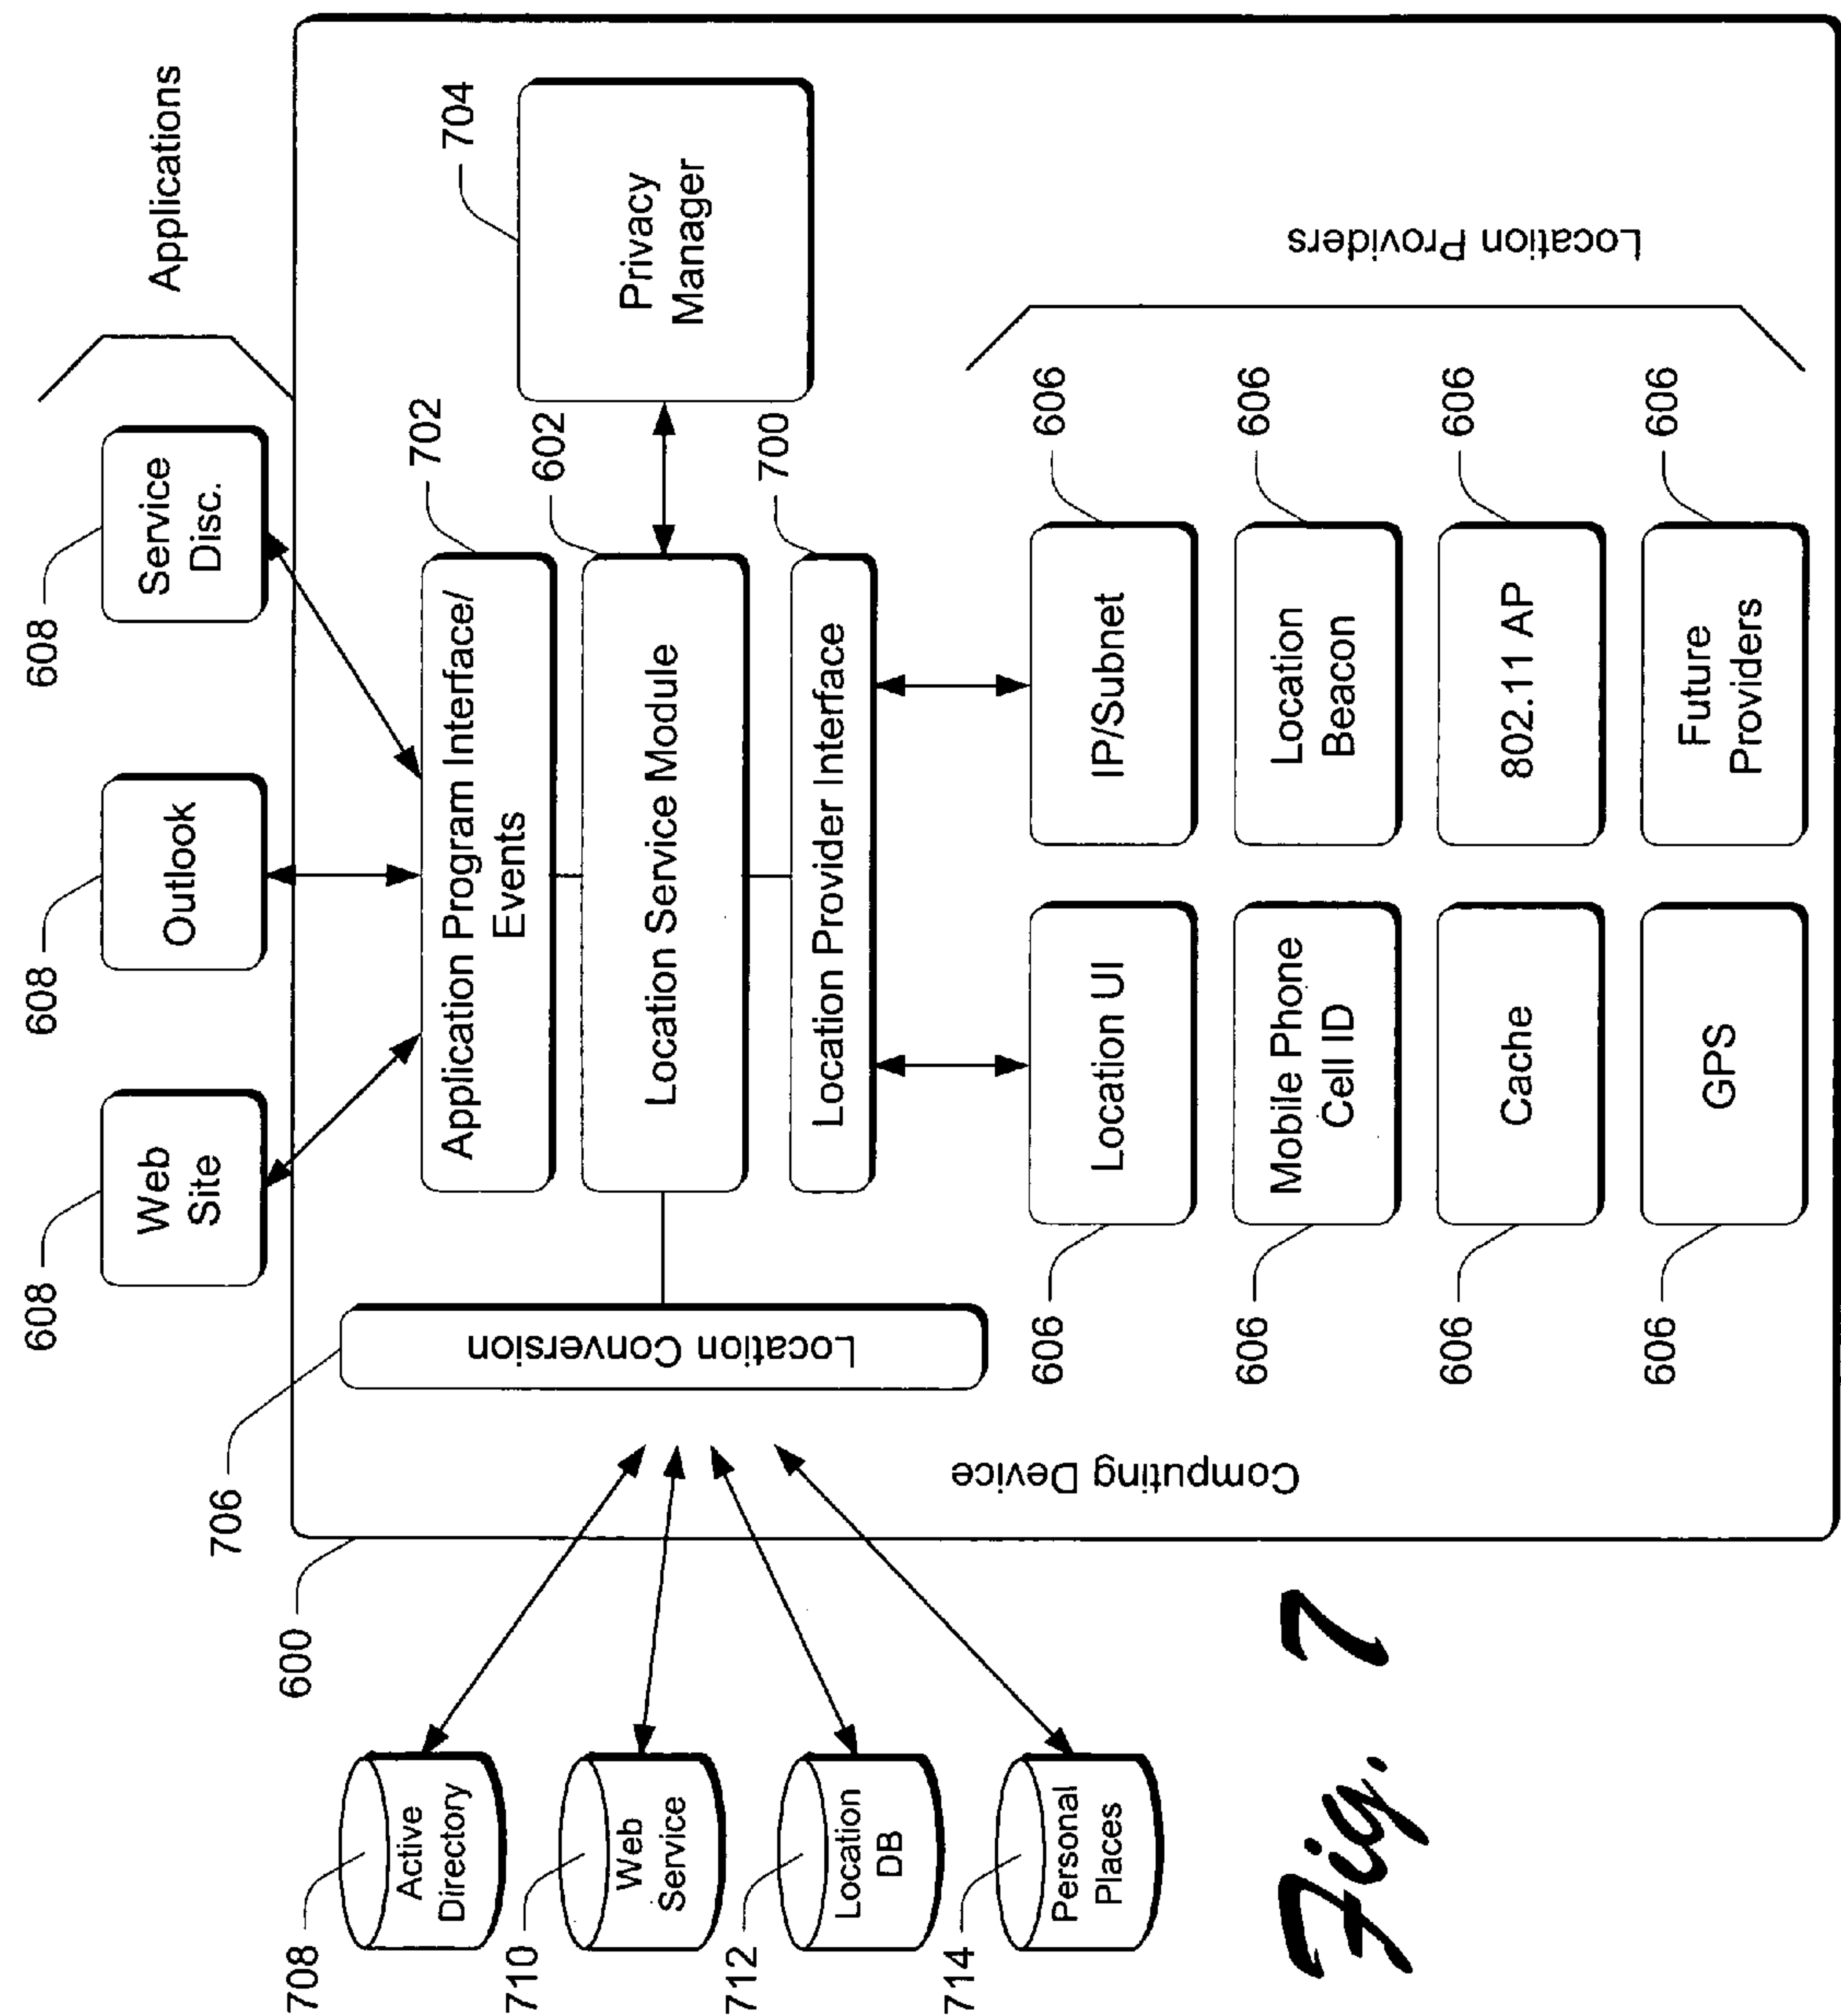 Applications
608
608
608
Web
Site
Outlook
Service
Disc.
706
600
702
602
700
704
Application Program Interface/
Events
Location Service Module
Location Provider Interface
Privacy
Manager
Location Conversion
Computing Device
708
Active
Directory
710
Web
Service
712
Location
DB
714
Personal
Places
Location Providers
606
Location UI
IP/Subnet
606
606
Mobile Phone
Cell ID
Location
Beacon
606
606
Cache
802.11 AP
606
606
GPS
Future
Providers
606
Fig. 7